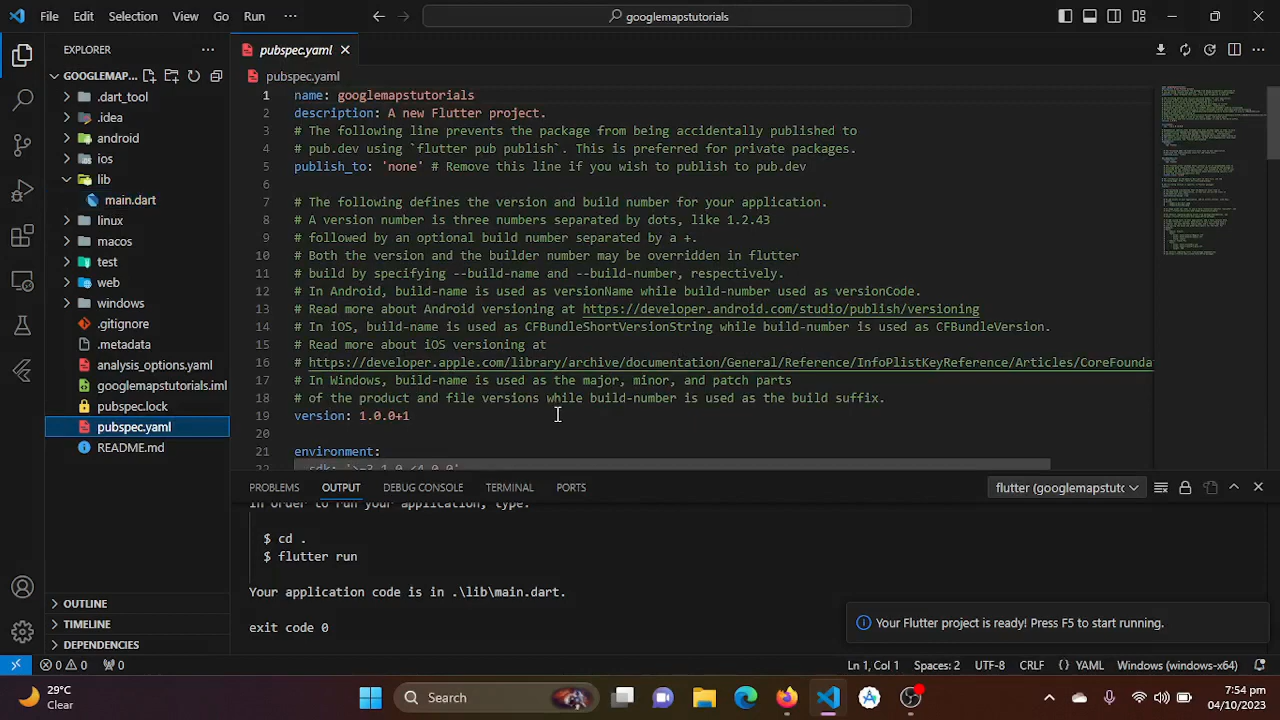 File Edit Selection View Go Run ···
googlemapstutorials
EXPLORER
GOOGLEMAP...
.dart_tool
.idea
android
ios
lib
main.dart
linux
macos
test
web
windows
.gitignore
.metadata
analysis_options.yaml
googlemapstutorials.iml
pubspec.lock
pubspec.yaml
README.md
OUTLINE
TIMELINE
DEPENDENCIES
pubspec.yaml
pubspec.yaml
1 name: googlemapstutorials
2 description: A new Flutter project.
3 # The following line prevents the package from being accidentally published to
4 # pub.dev using `flutter pub publish`. This is preferred for private packages.
5 publish_to: 'none' # Remove this line if you wish to publish to pub.dev
6
7 # The following defines the version and build number for your application.
8 # A version number is three numbers separated by dots, like 1.2.43
9 # followed by an optional build number separated by a +.
10 # Both the version and the builder number may be overridden in flutter
11 # build by specifying --build-name and --build-number, respectively.
12 # In Android, build-name is used as versionName while build-number used as versionCode.
13 # Read more about Android versioning at https://developer.android.com/studio/publish/versioning
14 # In iOS, build-name is used as CFBundleShortVersionString while build-number is used as CFBundleVersion.
15 # Read more about iOS versioning at
16 # https://developer.apple.com/library/archive/documentation/General/Reference/InfoPlistKeyReference/Articles/CoreFounda
17 # In Windows, build-name is used as the major, minor, and patch parts
18 # of the product and file versions while build-number is used as the build suffix.
19 version: 1.0.0+1
20
21 environment:
22 sdk: '>=3.1.0 <4.0.0'
PROBLEMS OUTPUT DEBUG CONSOLE TERMINAL PORTS
flutter (googlemapstutc
In order to run your application, type:
$ cd .
$ flutter run
Your application code is in .\lib\main.dart.
exit code 0
Your Flutter project is ready! Press F5 to start running.
0 0 0 Ln 1, Col 1 Spaces: 2 UTF-8 CRLF {} YAML Windows (windows-x64)
29°C
Clear
Search
7:54 pm
04/10/2023